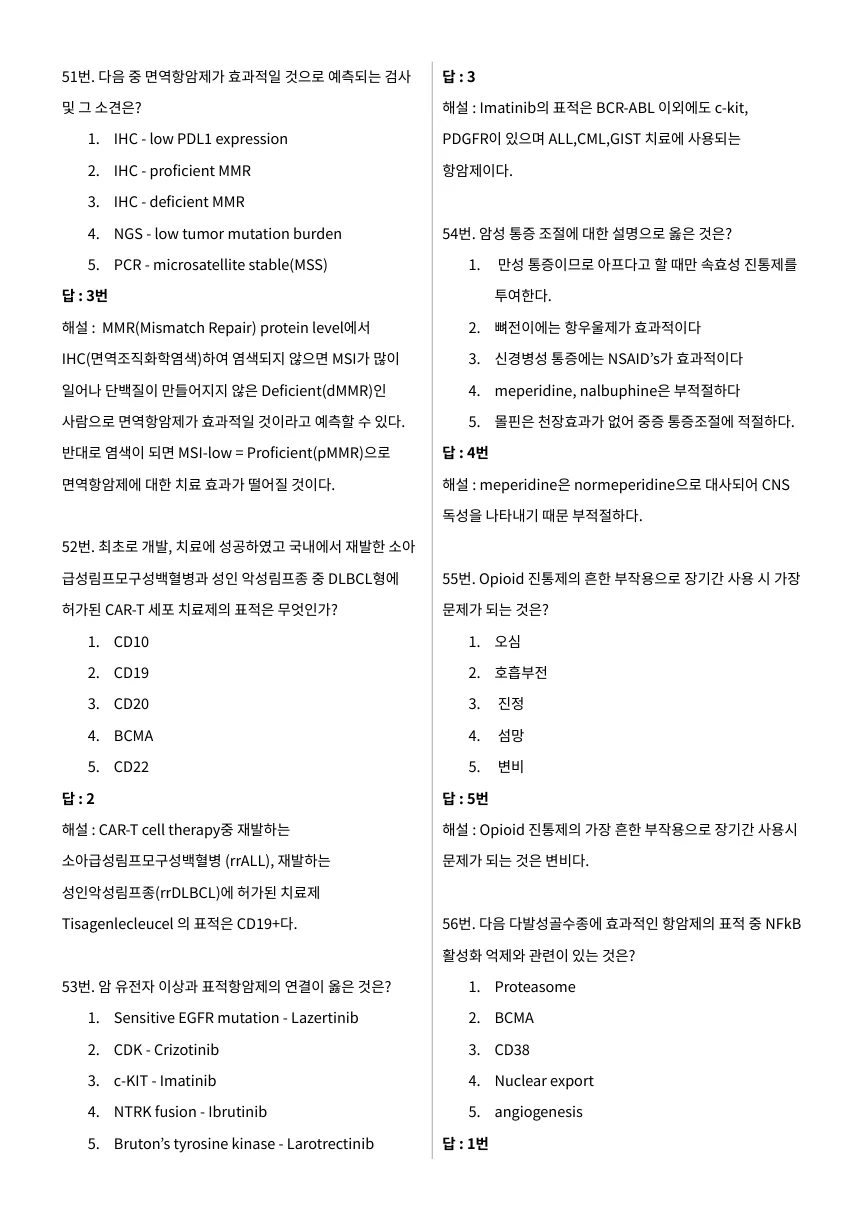 51번. 다음 중 면역항암제가 효과적일 것으로 예측되는 검사
및 그 소견은?
1. IHC - low PDL1 expression
2. IHC - proficient MMR
3. IHC - deficient MMR
4. NGS - low tumor mutation burden
5. PCR - microsatellite stable(MSS)
답 : 3번
해설 : MMR(Mismatch Repair) protein level에서
IHC(면역조직화학염색)하여 염색되지 않으면 MSI가 많이
일어나 단백질이 만들어지지 않은 Deficient(dMMR)인
사람으로 면역항암제가 효과적일 것이라고 예측할 수 있다.
반대로 염색이 되면 MSI-low = Proficient(pMMR)으로
면역항암제에 대한 치료 효과가 떨어질 것이다.
52번. 최초로 개발, 치료에 성공하였고 국내에서 재발한 소아
급성림프모구성백혈병과 성인 악성림프종 중 DLBCL형에
허가된 CAR-T 세포 치료제의 표적은 무엇인가?
1. CD10
2. CD19
3. CD20
4. BCMA
5. CD22
답 : 2
해설 : CAR-T cell therapy중 재발하는
소아급성림프모구성백혈병 (rrALL), 재발하는
성인악성림프종(rrDLBCL)에 허가된 치료제
Tisagenlecleucel 의 표적은 CD19+다.
53번. 암 유전자 이상과 표적항암제의 연결이 옳은 것은?
1. Sensitive EGFR mutation - Lazertinib
2. CDK - Crizotinib
3. c-KIT - Imatinib
4. NTRK fusion - Ibrutinib
5. Bruton’s tyrosine kinase - Larotrectinib
답 : 3
해설 : Imatinib의 표적은 BCR-ABL 이외에도 c-kit,
PDGFR이 있으며 ALL,CML,GIST 치료에 사용되는
항암제이다.
54번. 암성 통증 조절에 대한 설명으로 옳은 것은?
1. 만성 통증이므로 아프다고 할 때만 속효성 진통제를
투여한다.
2. 뼈전이에는 항우울제가 효과적이다
3. 신경병성 통증에는 NSAID’s가 효과적이다
4. meperidine, nalbuphine은 부적절하다
5. 몰핀은 천장효과가 없어 중증 통증조절에 적절하다.
답 : 4번
해설 : meperidine은 normeperidine으로 대사되어 CNS
독성을 나타내기 때문 부적절하다.
55번. Opioid 진통제의 흔한 부작용으로 장기간 사용 시 가장
문제가 되는 것은?
1. 오심
2. 호흡부전
3. 진정
4. 섬망
5. 변비
답 : 5번
해설 : Opioid 진통제의 가장 흔한 부작용으로 장기간 사용시
문제가 되는 것은 변비다.
56번. 다음 다발성골수종에 효과적인 항암제의 표적 중 NFkB
활성화 억제와 관련이 있는 것은?
1. Proteasome
2. BCMA
3. CD38
4. Nuclear export
5. angiogenesis
답 : 1번